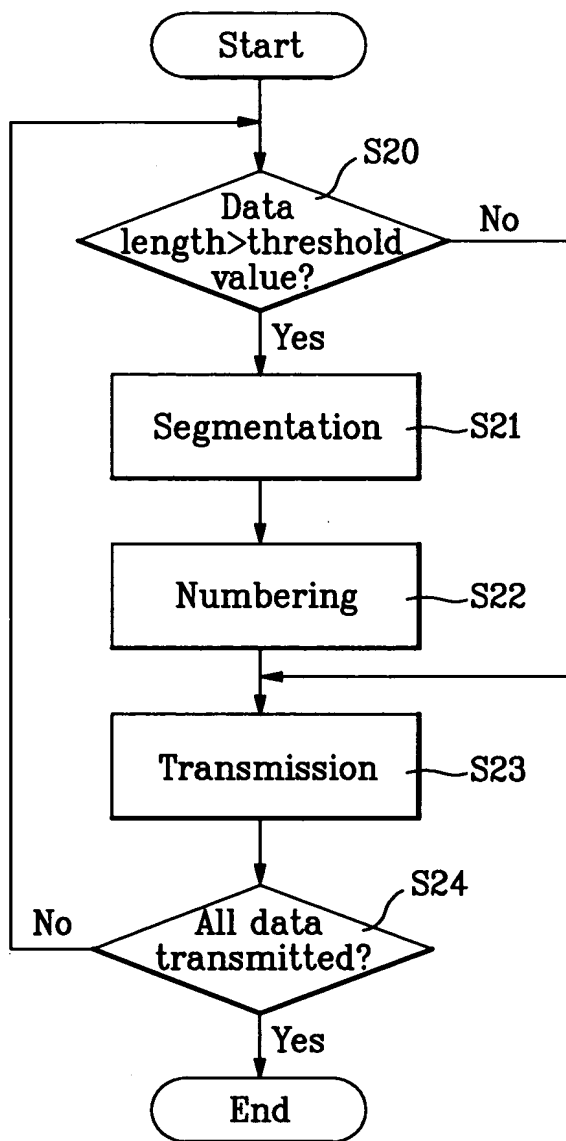 Start
S20
Data
length>threshold
value?
No
Yes
Segmentation
S21
Numbering
S22
Transmission
S23
S24
All data
transmitted?
No
Yes
End